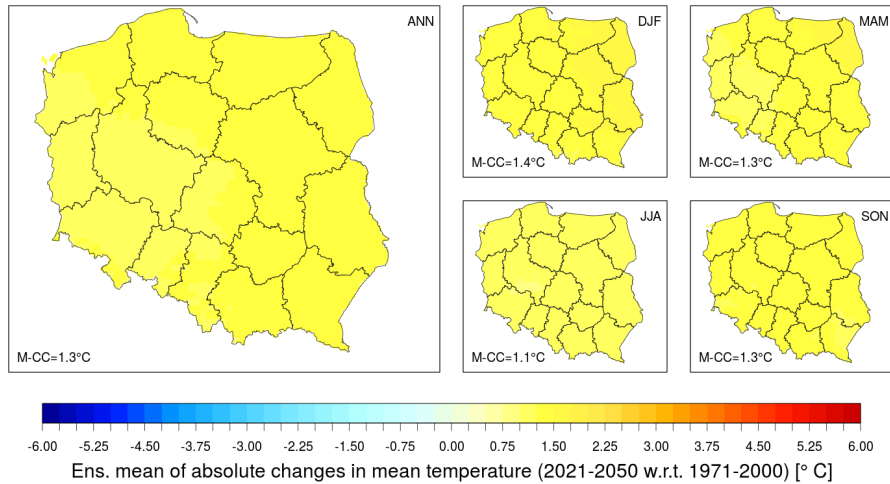 ANN
M-CC=1.3°C
DJF
M-CC=1.4°C
MAM
M-CC=1.3°C
JJA
M-CC=1.1°C
SON
M-CC=1.3°C
-6.00 -5.25 -4.50 -3.75 -3.00 -2.25 -1.50 -0.75 0.00 0.75 1.50 2.25 3.00 3.75 4.50 5.25 6.00
Ens. mean of absolute changes in mean temperature (2021-2050 w.r.t. 1971-2000) [° C]